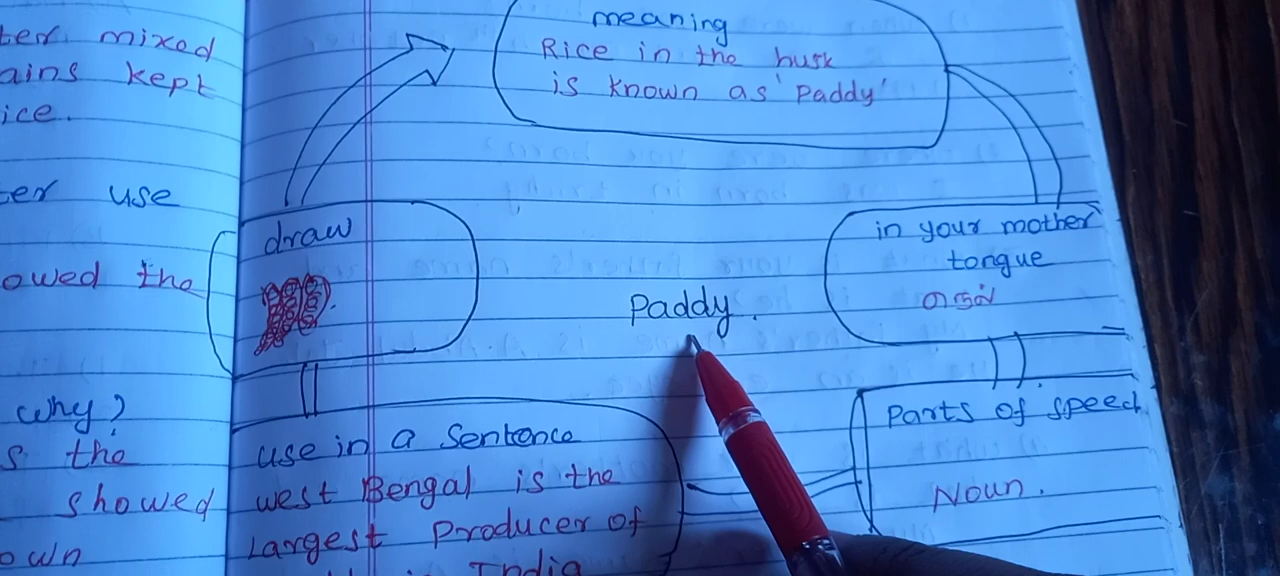 ter mixed
ains kept
ice.
ter use
owed the
why?
s the
showed
own
meaning
Rice in the husk
is known as 'Paddy'
draw
in your mother
tongue
நெல்
Paddy.
Parts of speech
Noun.
use in a Sentence
west Bengal is the
Largest Producer of
India